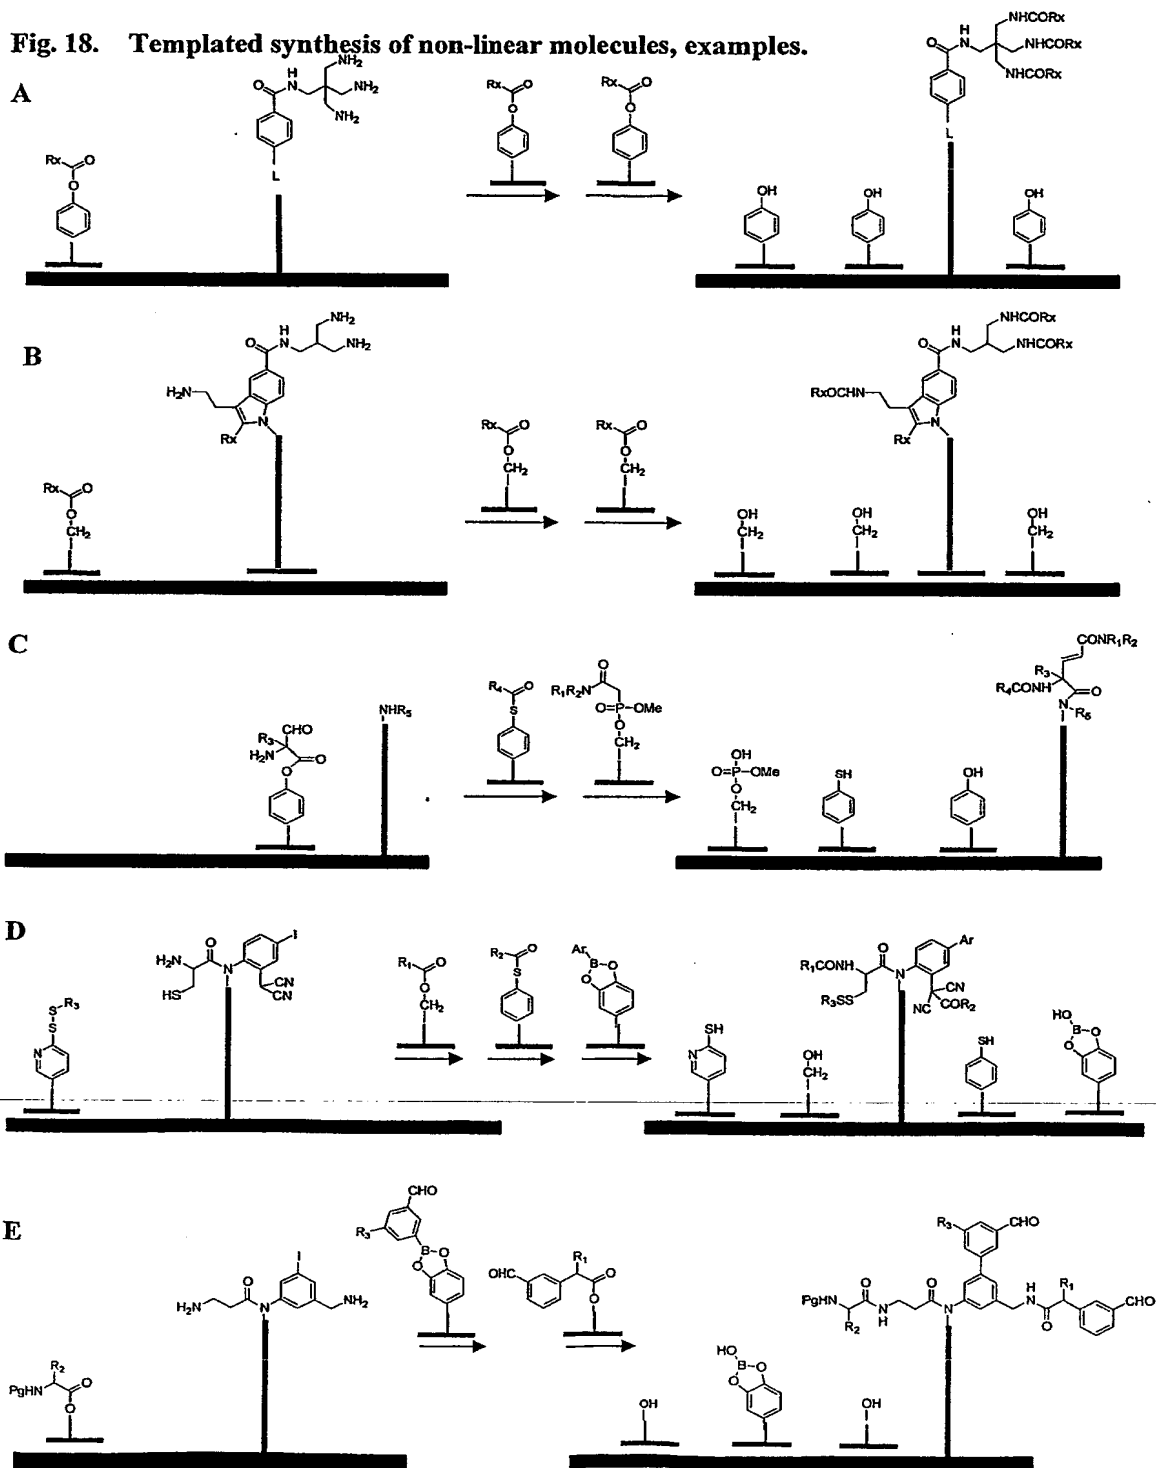 Fig. 18. Templated synthesis of non-linear molecules, examples.
A
Rx O
O
O H N NH2
NH2
NH2
L
Rx O
O
Rx O
O
O H N NHCORx
NHCORx
NHCORx
L
OH
OH
OH
B
Rx O
O
CH2
O H N NH2
NH2
H2N
Rx N
Rx O
O
CH2
Rx O
O
CH2
O H N NHCORx
NHCORx
RxOCHN
Rx N
OH
CH2
OH
CH2
OH
CH2
C
CHO
R3
H2N O
O
NHR5
R4 O
S
O
R1R2N
O=P–OMe
O
CH2
OH
O=P–OMe
O
CH2
SH
OH
CONR1R2
R3
R4CONH O
N R5
D
S-R3
S
N
H2N O N I
HS CN
CN
R1 O
O
CH2
R2 O
S
Ar
B O
O
R1CONH O N Ar
R3SS CN
NC COR2
SH
N
OH
CH2
SH
HO
B O
O
E
R2
PgHN O
O
H2N O N I
NH2
CHO
R3
B O
O
OHC R1
O
O
R3 CHO
PgHN O N H O N H N R1 CHO
R2 O
OH
HO
B O
O
OH